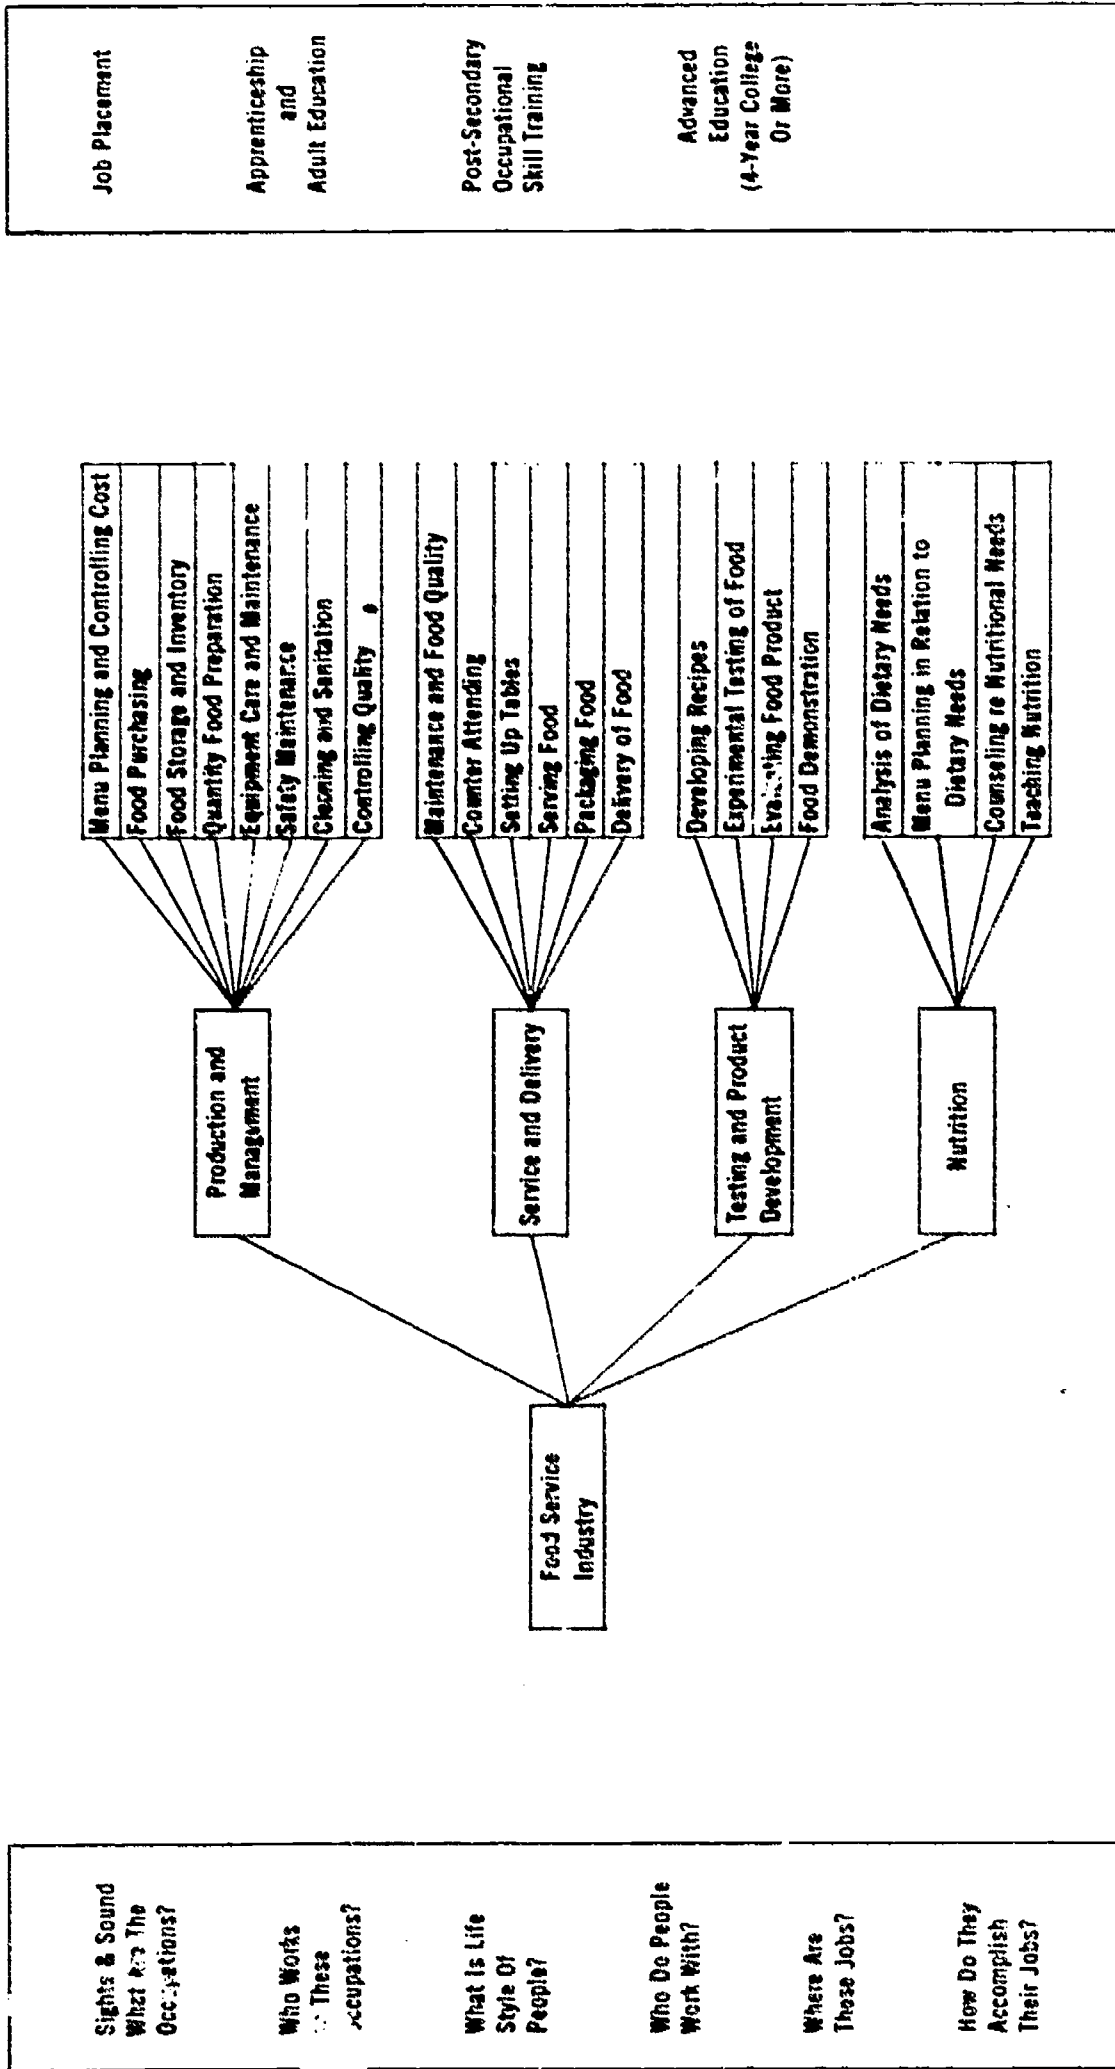 Sights & Sound
What Are The
Occupations?
Who Works
These
What Is Life
Style Of
People?
Who Do People
Work With?
Where Are
These Jobs?
How Do They
Accomplish
Their Jobs?
Food Service
Industry
Production and
Management
Service and Delivery
Testing and Product
Development
Nutrition
Menu Planning and Controlling Cost
Food Purchasing
Food Storage and Inventory
Quantity Food Preparation
Equipment Care and Maintenance
Safety Maintenance
Cleaning and Sanitation
Controlling Quality
Maintenance and Food Quality
Counter Attending
Setting Up Tables
Serving Food
Packaging Food
Delivery of Food
Developing Recipes
Experimental Testing of Food
Evaluating Food Product
Food Demonstration
Analysis of Dietary Needs
Menu Planning in Relation to
Dietary Needs
Counseling re Nutritional Needs
Teaching Nutrition
Job Placement
Apprenticeship
and
Adult Education
Post-Secondary
Occupational
Skill Training
Advanced
Education
(4-Year College
Or More)